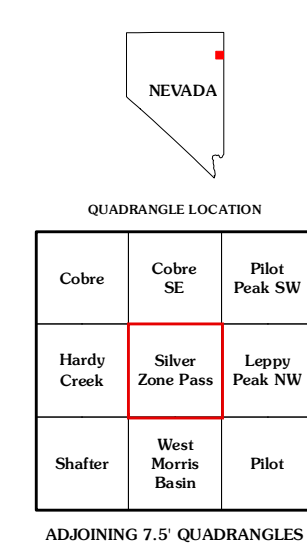 NEVADA
QUADRANGLE LOCATION
Cobre
Cobre
SE
Pilot
Peak SW
Hardy
Creek
Silver
Zone Pass
Leppy
Peak NW
Shafter
West
Morris
Basin
Pilot
ADJOINING 7.5' QUADRANGLES